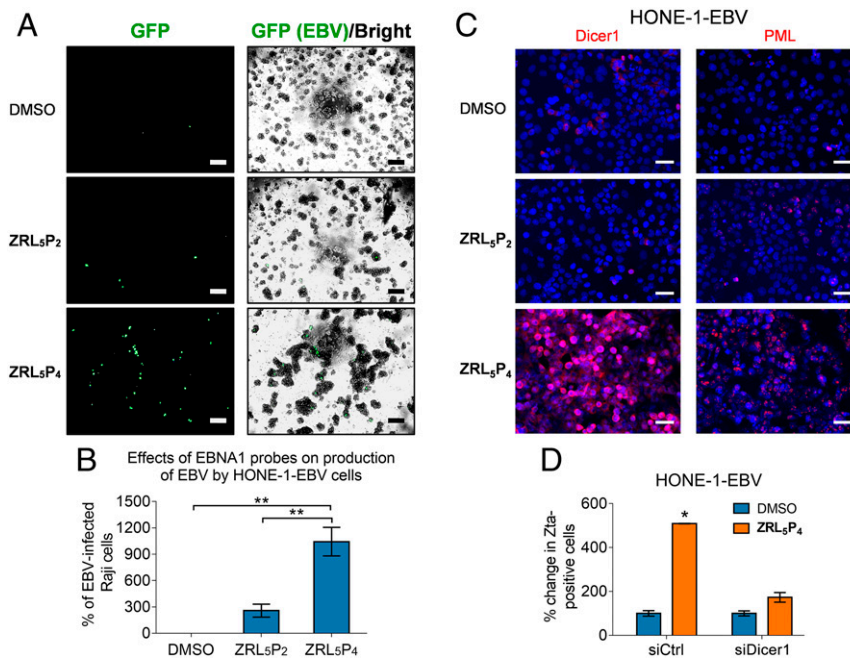 A
GFP
GFP (EBV)/Bright
DMSO
ZRL₅P₂
ZRL₅P₄
B
Effects of EBNA1 probes on production
of EBV by HONE-1-EBV cells
% of EBV-infected
Raji cells
1500
1200
900
600
300
0
**
**
DMSO
ZRL₅P₂
ZRL₅P₄
C
HONE-1-EBV
Dicer1
PML
DMSO
ZRL₅P₂
ZRL₅P₄
D
HONE-1-EBV
% change in Zta-
positive cells
600
400
200
0
*
DMSO
ZRL₅P₄
siCtrl
siDicer1